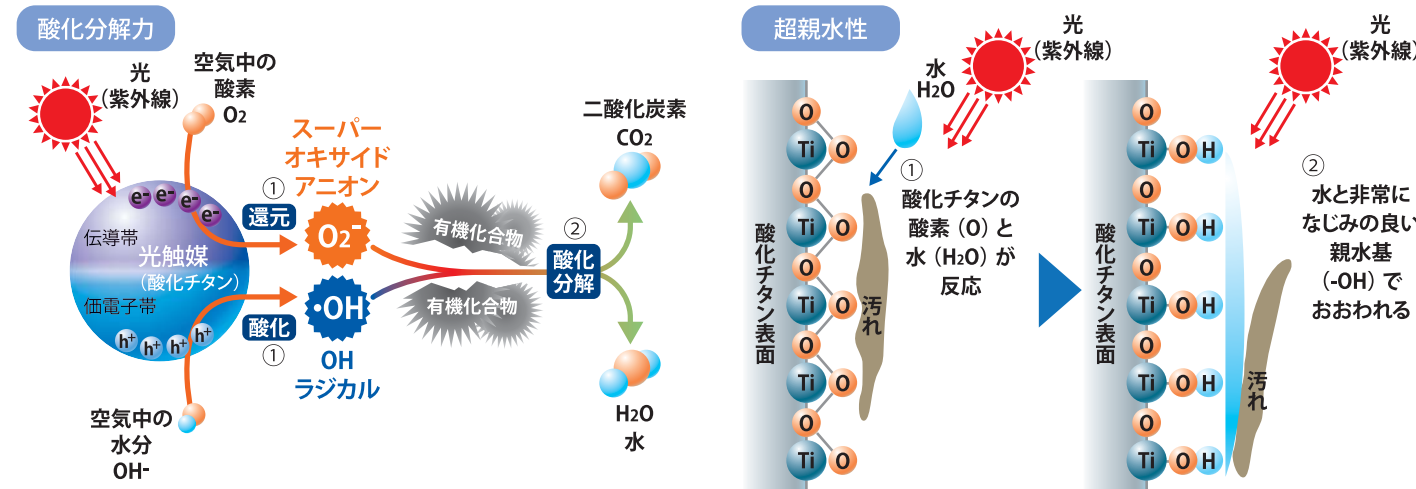 酸化分解力
光
（紫外線）
空気中の
酸素
O2
e-
e-
e-
e-
伝導帯
光触媒
（酸化チタン）
価電子帯
h+
h+
h+
h+
空気中の
水分
OH-
①
還元
酸化
①
スーパー
オキサイド
アニオン
O2-
•OH
OH
ラジカル
有機化合物
有機化合物
②
酸化
分解
二酸化炭素
CO2
H2O
水
超親水性
酸化チタン表面
O
Ti
O
O
Ti
O
O
Ti
O
O
Ti
O
O
Ti
O
汚れ
水
H2O
光
（紫外線）
①
酸化チタンの
酸素（O）と
水（H2O）が
反応
酸化チタン表面
O
Ti
O
H
O
Ti
O
H
O
Ti
O
H
O
Ti
O
H
O
Ti
O
H
汚れ
光
（紫外線）
②
水と非常に
なじみの良い
親水基
（-OH）で
おおわれる